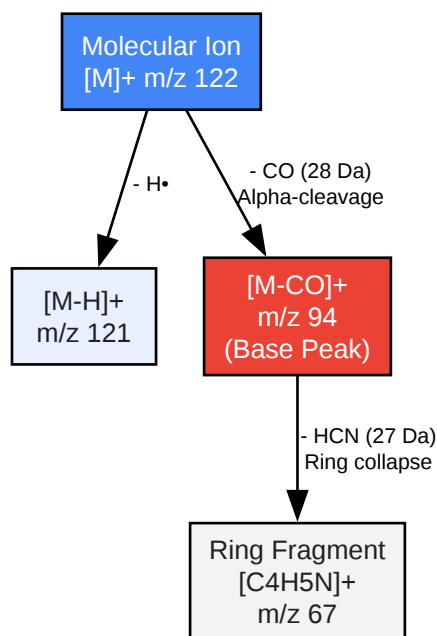 Molecular Ion
[M]+ m/z 122
- H•
- CO (28 Da)
Alpha-cleavage
[M-H]+
m/z 121
[M-CO]+
m/z 94
(Base Peak)
- HCN (27 Da)
Ring collapse
Ring Fragment
[C4H5N]+
m/z 67